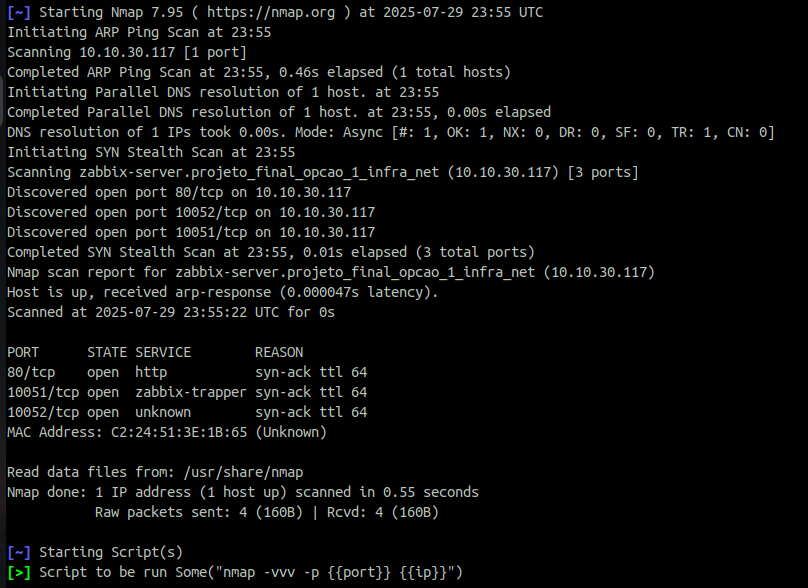 [~] Starting Nmap 7.95 ( https://nmap.org ) at 2025-07-29 23:55 UTC
Initiating ARP Ping Scan at 23:55
Scanning 10.10.30.117 [1 port]
Completed ARP Ping Scan at 23:55, 0.46s elapsed (1 total hosts)
Initiating Parallel DNS resolution of 1 host. at 23:55
Completed Parallel DNS resolution of 1 host. at 23:55, 0.00s elapsed
DNS resolution of 1 IPs took 0.00s. Mode: Async [#: 1, OK: 1, NX: 0, DR: 0, SF: 0, TR: 1, CN: 0]
Initiating SYN Stealth Scan at 23:55
Scanning zabbix-server.projeto_final_opcao_1_infra_net (10.10.30.117) [3 ports]
Discovered open port 80/tcp on 10.10.30.117
Discovered open port 10052/tcp on 10.10.30.117
Discovered open port 10051/tcp on 10.10.30.117
Completed SYN Stealth Scan at 23:55, 0.01s elapsed (3 total ports)
Nmap scan report for zabbix-server.projeto_final_opcao_1_infra_net (10.10.30.117)
Host is up, received arp-response (0.000047s latency).
Scanned at 2025-07-29 23:55:22 UTC for 0s

PORT      STATE SERVICE        REASON
80/tcp    open  http           syn-ack ttl 64
10051/tcp open  zabbix-trapper syn-ack ttl 64
10052/tcp open  unknown        syn-ack ttl 64
MAC Address: C2:24:51:3E:1B:65 (Unknown)

Read data files from: /usr/share/nmap
Nmap done: 1 IP address (1 host up) scanned in 0.55 seconds
           Raw packets sent: 4 (160B) | Rcvd: 4 (160B)

[~] Starting Script(s)
[>] Script to be run Some("nmap -vvv -p {{port}} {{ip}}")